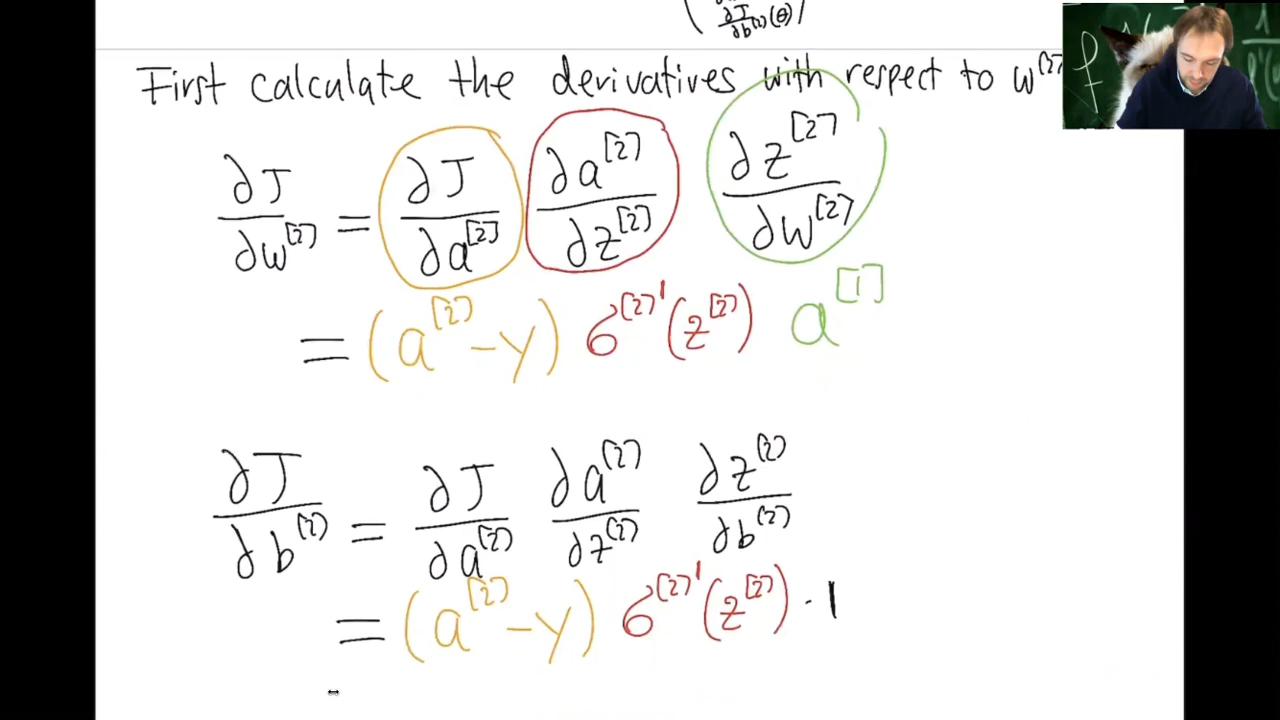 ∂J/∂b^[2](θ)
First calculate the derivatives with respect to w^[2]
∂J/∂w^[2] = ∂J/∂a^[2] ∂a^[2]/∂z^[2] ∂z^[2]/∂w^[2]
= (a^[2] - y) σ^[2]'(z^[2]) a^[1]
∂J/∂b^[2] = ∂J/∂a^[2] ∂a^[2]/∂z^[2] ∂z^[2]/∂b^[2]
= (a^[2] - y) σ^[2]'(z^[2]) · 1